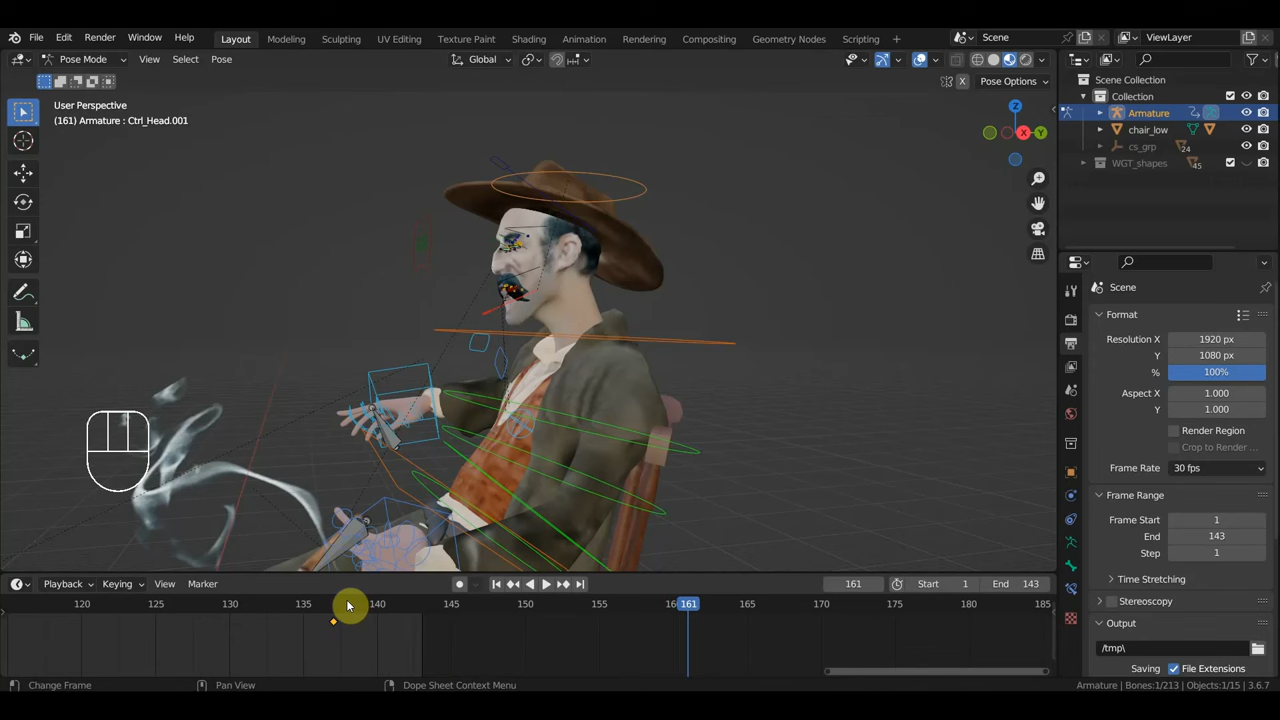 File Edit Render Window Help Layout Modeling Sculpting UV Editing Texture Paint Shading Animation Rendering Compositing Geometry Nodes Scripting + Scene ViewLayer
Pose Mode View Select Pose Global
X Pose Options
Scene Collection
Collection
Armature
chair_low
cs_grp 24
WGT_shapes 45
User Perspective
(161) Armature : Ctrl_Head.001
Z
X
Y
Scene
Format
Resolution X 1920 px
Y 1080 px
% 100%
Aspect X 1.000
Y 1.000
Render Region
Crop to Render ...
Frame Rate 30 fps
Frame Range
Frame Start 1
End 143
Step 1
Time Stretching
Stereoscopy
Output
/tmp\
Saving File Extensions
Playback Keying View Marker 161 Start 1 End 143
120 125 130 135 140 145 150 155 16 161 165 170 175 180 185
Change Frame Pan View Dope Sheet Context Menu Armature | Bones:1/213 | Objects:1/15 | 3.6.7